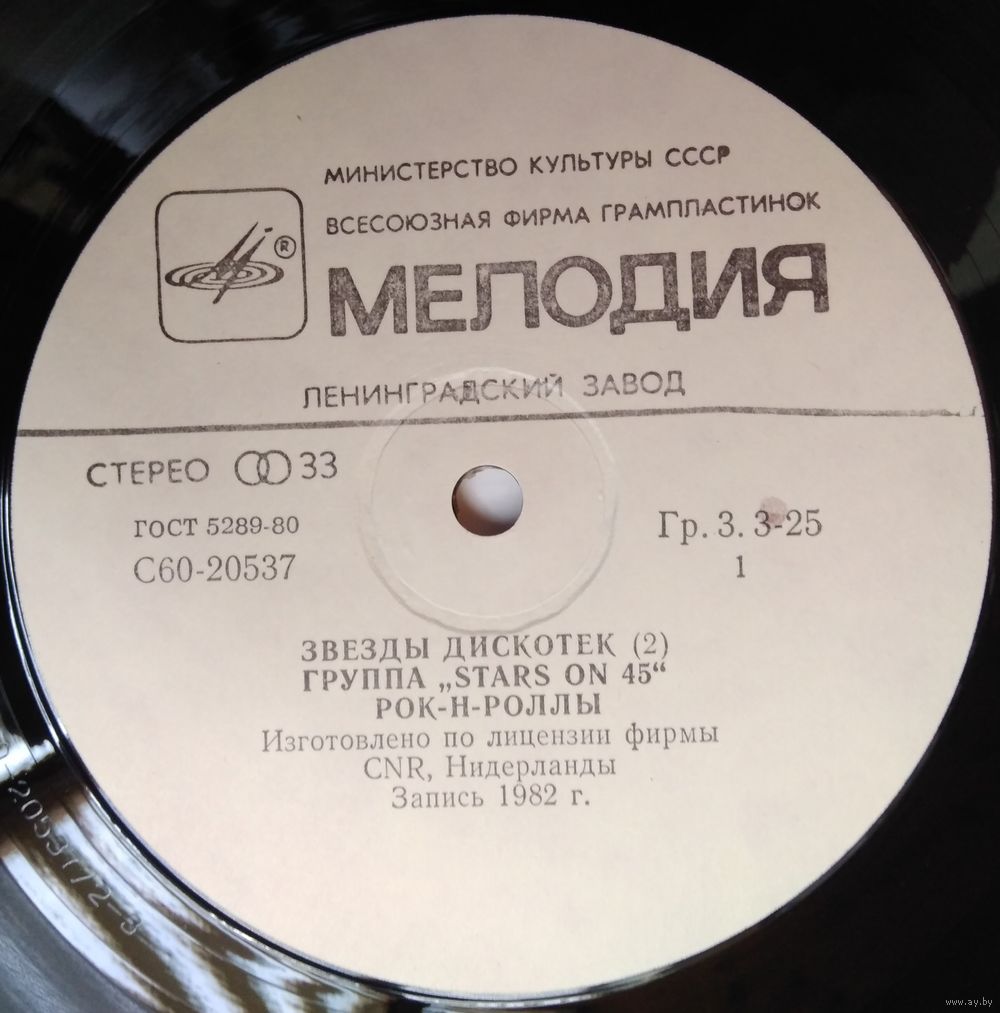 МИНИСТЕРСТВО КУЛЬТУРЫ СССР
ВСЕСОЮЗНАЯ ФИРМА ГРАМПЛАСТИНОК
®
МЕЛОДИЯ
ЛЕНИНГРАДСКИЙ ЗАВОД
СТЕРЕО 33
ГОСТ 5289-80
С60-20537
Гр. 3. 3-25
1
ЗВЕЗДЫ ДИСКОТЕК (2)
ГРУППА „STARS ON 45“
РОК-Н-РОЛЛЫ
Изготовлено по лицензии фирмы
CNR, Нидерланды
Запись 1982 г.
www.ay.by